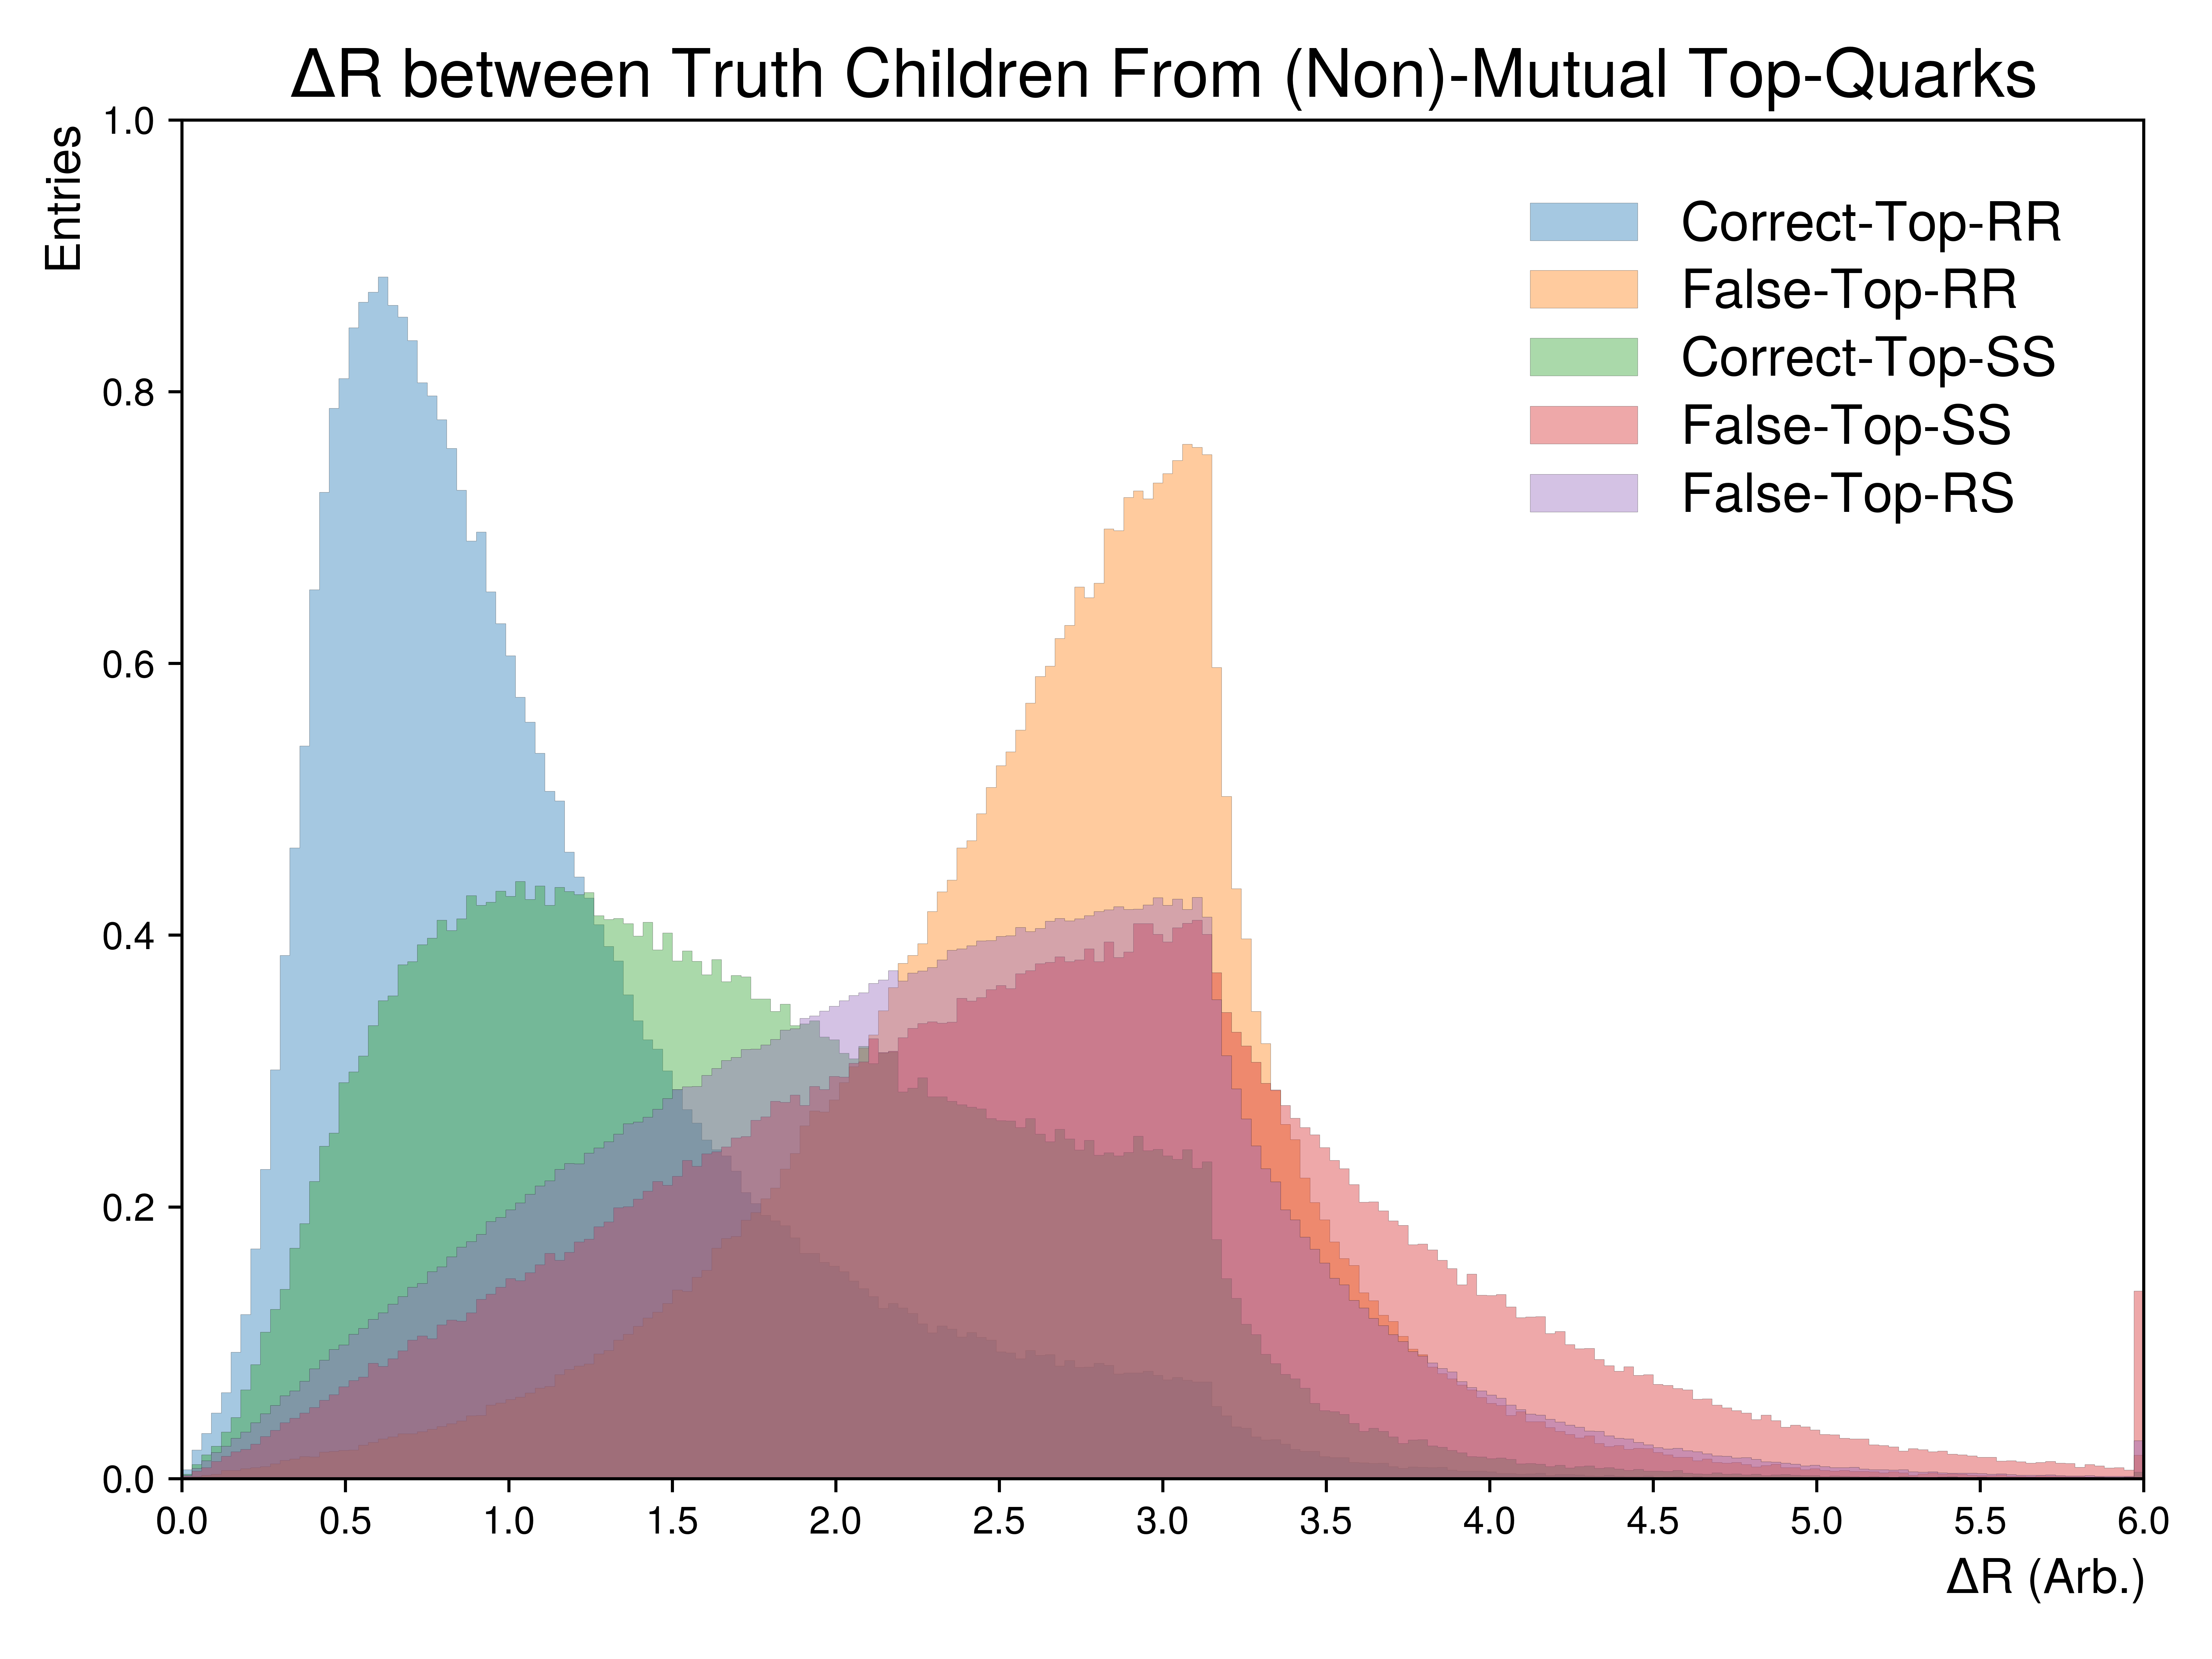 ΔR between Truth Children From (Non)-Mutual Top-Quarks
Entries
1.0
0.8
0.6
0.4
0.2
0.0
Correct-Top-RR
False-Top-RR
Correct-Top-SS
False-Top-SS
False-Top-RS
0.0 0.5 1.0 1.5 2.0 2.5 3.0 3.5 4.0 4.5 5.0 5.5 6.0
ΔR (Arb.)